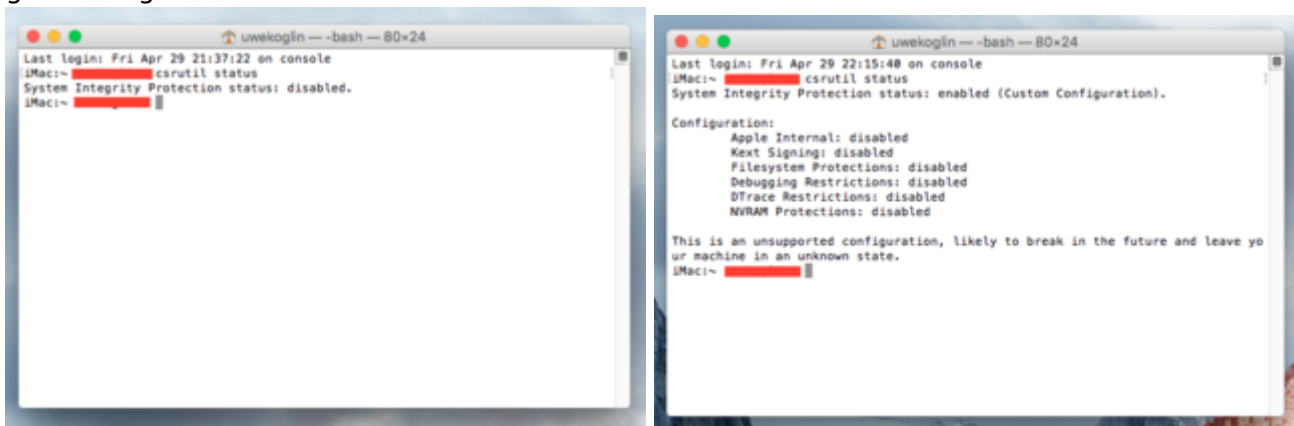 uwekoglin — -bash — 80×24
Last login: Fri Apr 29 21:37:22 on console
iMac:~ csrutil status
System Integrity Protection status: disabled.
iMac:~
uwekoglin — -bash — 80×24
Last login: Fri Apr 29 22:15:40 on console
iMac:~ csrutil status
System Integrity Protection status: enabled (Custom Configuration).
Configuration:
Apple Internal: disabled
Kext Signing: disabled
Filesystem Protections: disabled
Debugging Restrictions: disabled
DTrace Restrictions: disabled
NVRAM Protections: disabled
This is an unsupported configuration, likely to break in the future and leave yo
ur machine in an unknown state.
iMac:~